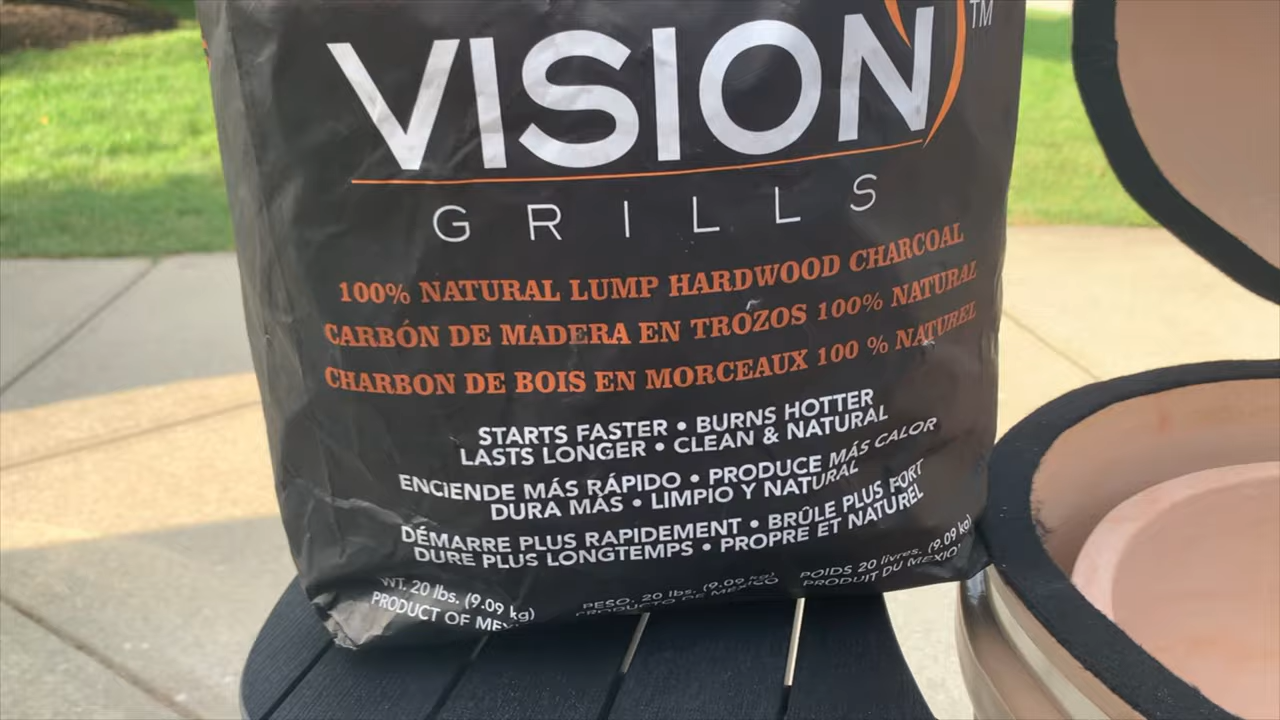 VISION TM
GRILLS
100% NATURAL LUMP HARDWOOD CHARCOAL
CARBÓN DE MADERA EN TROZOS 100% NATURAL
CHARBON DE BOIS EN MORCEAUX 100 % NATUREL
STARTS FASTER • BURNS HOTTER
LASTS LONGER • CLEAN & NATURAL
ENCIENDE MÁS RÁPIDO • PRODUCE MÁS CALOR
DURA MÁS • LIMPIO Y NATURAL
DÉMARRE PLUS RAPIDEMENT • BRÛLE PLUS FORT
DURE PLUS LONGTEMPS • PROPRE ET NATUREL
WT. 20 lbs. (9.09 kg)
PRODUCT OF
PESO. 20 lbs. (9.09 kg)
PRODUCTO DE MÉXICO
POIDS 20 livres. (9.09 kg)
PRODUIT DU